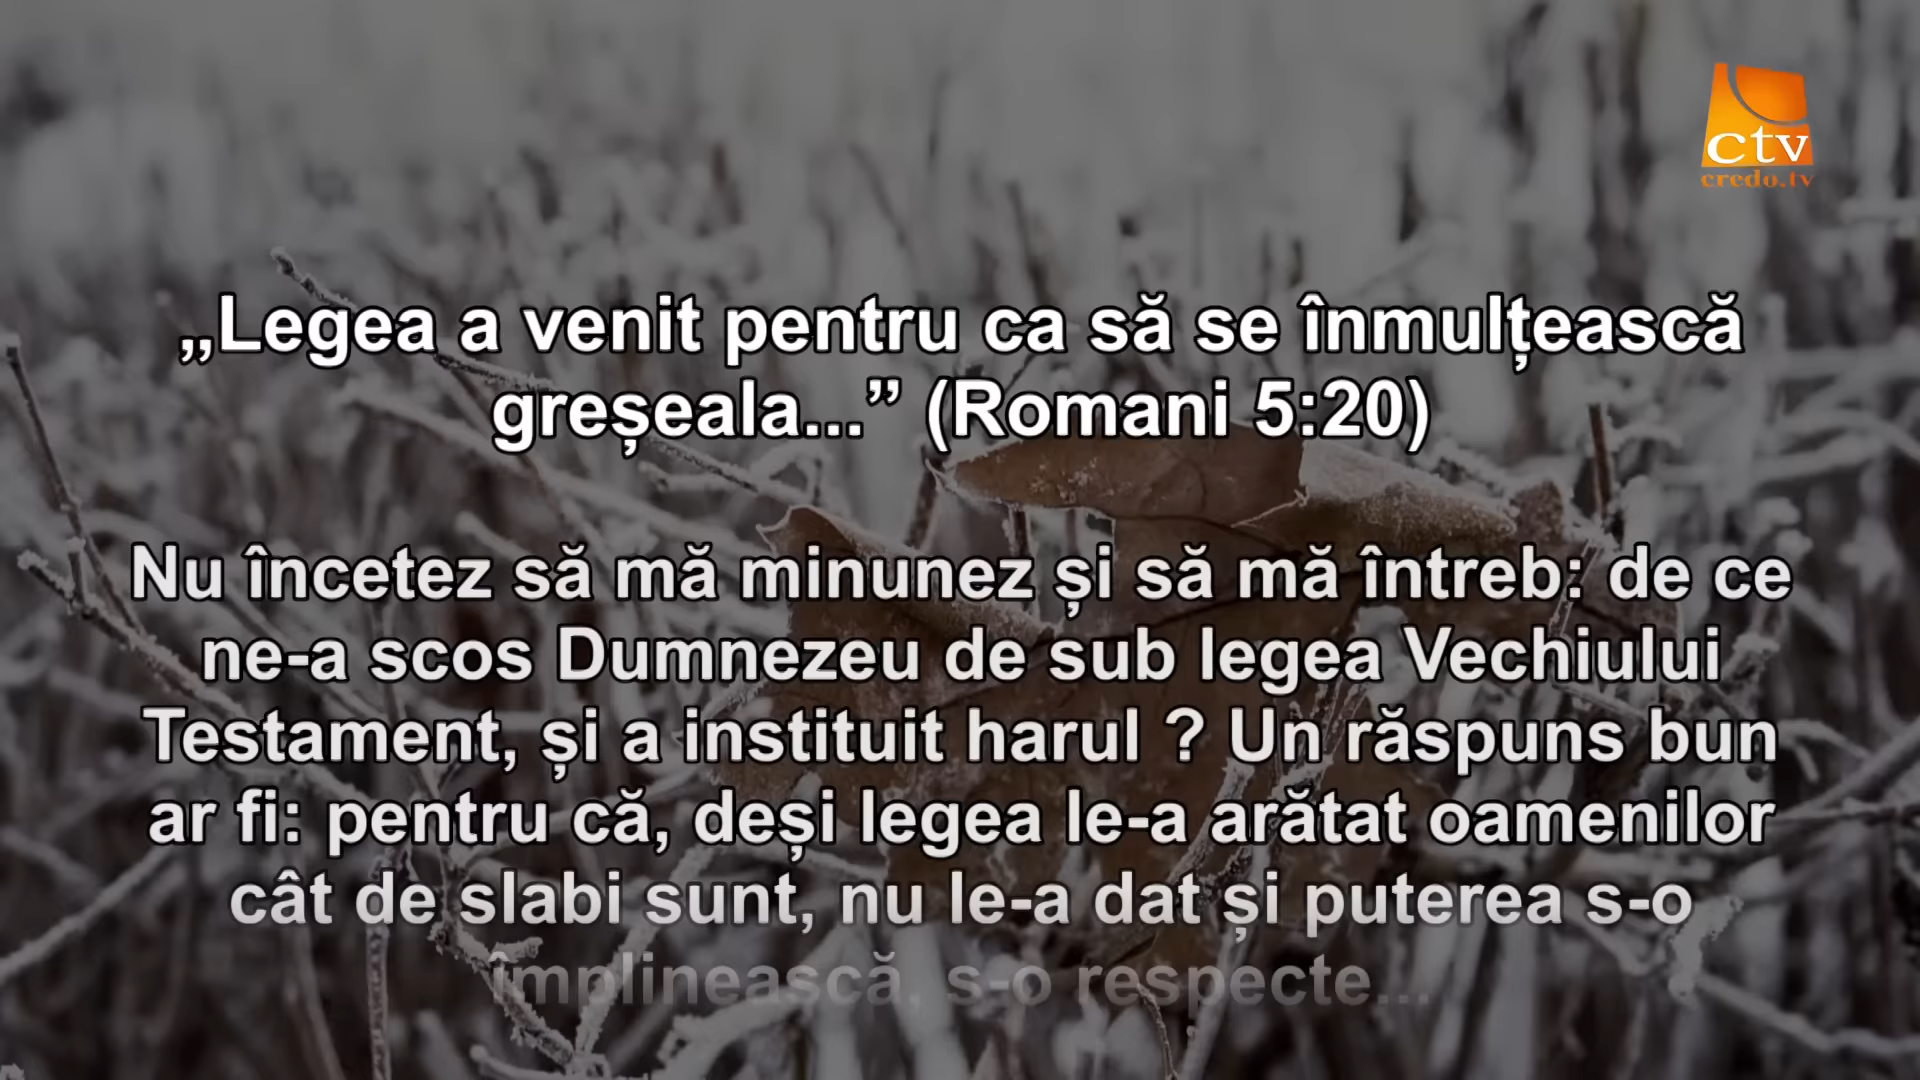 ctv
credo.tv
„Legea a venit pentru ca să se înmulțească
greșeala...” (Romani 5:20)
Nu încetez să mă minunez și să mă întreb: de ce
ne-a scos Dumnezeu de sub legea Vechiului
Testament, și a instituit harul ? Un răspuns bun
ar fi: pentru că, deși legea le-a arătat oamenilor
cât de slabi sunt, nu le-a dat și puterea s-o
împlinească, s-o respecte...